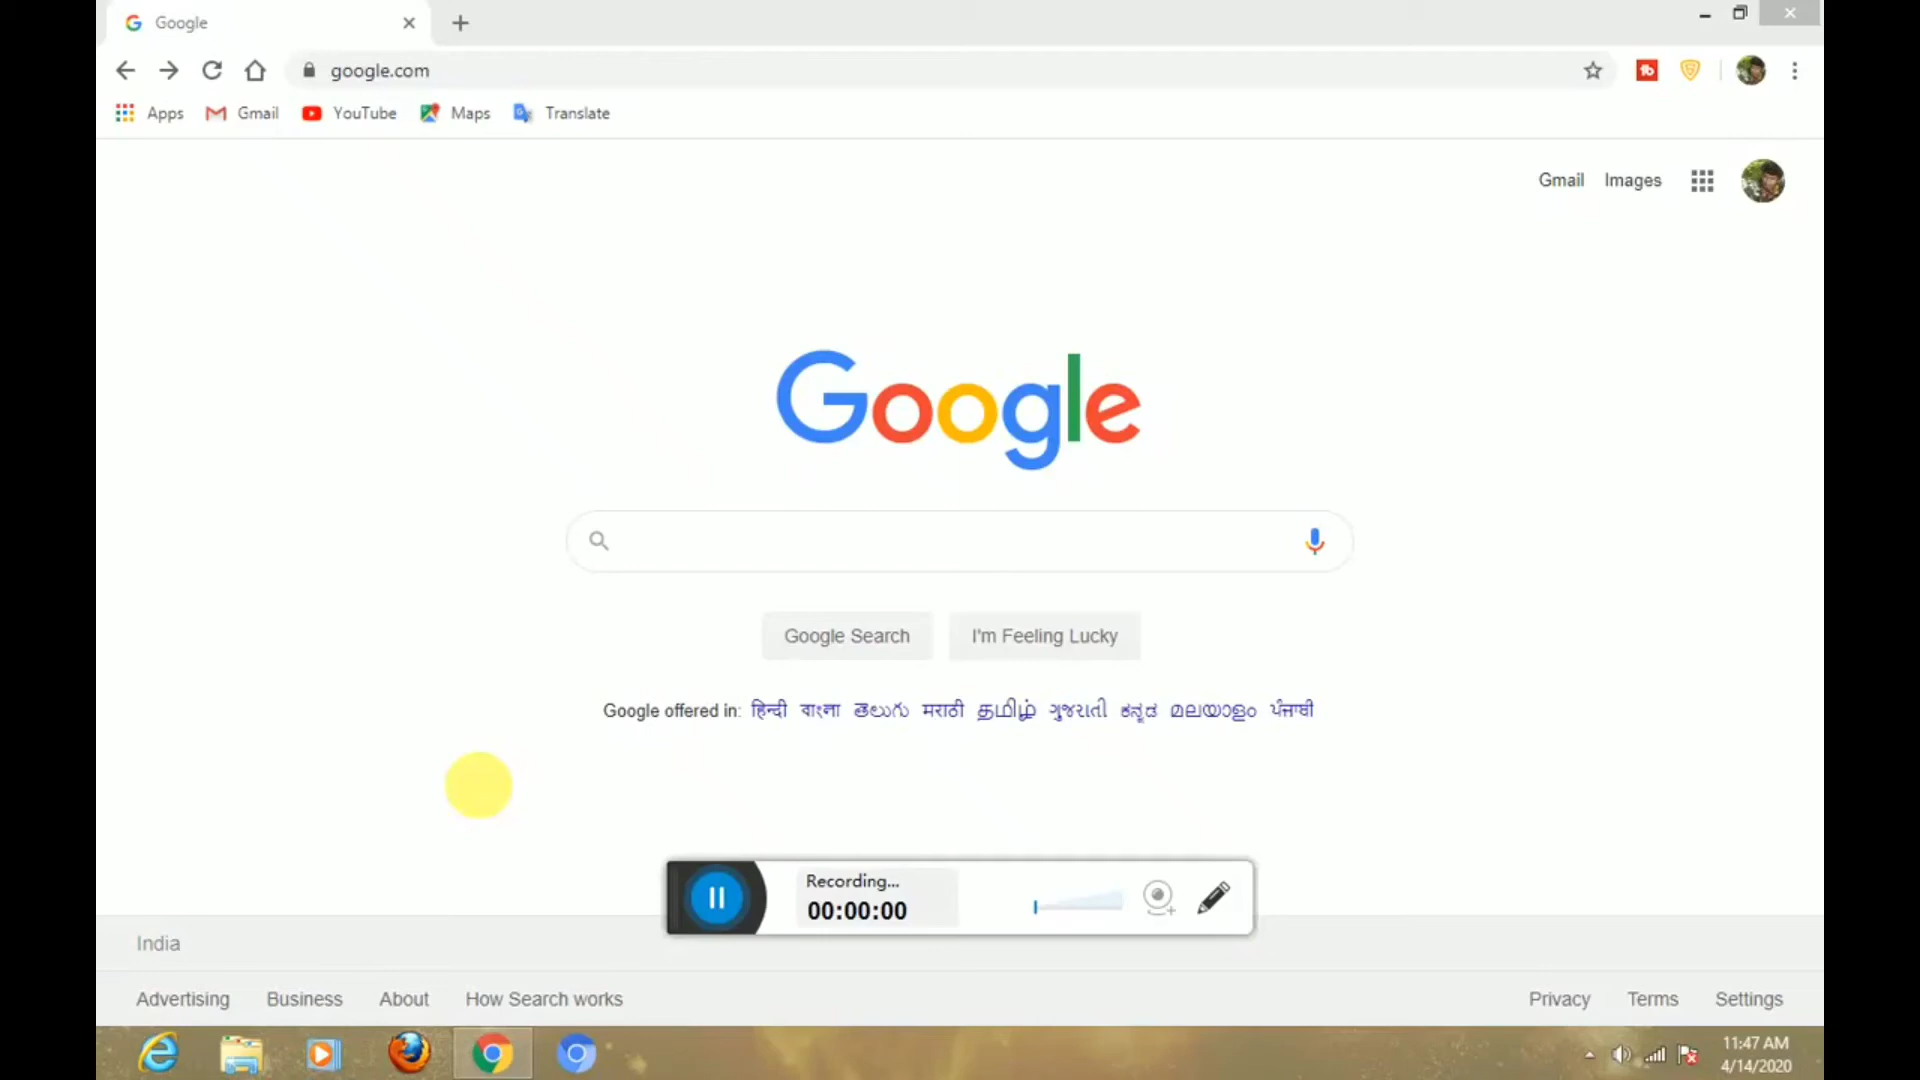 Google
google.com
Apps Gmail YouTube Maps Translate
Gmail Images
Google
Google Search I'm Feeling Lucky
Google offered in: हिन्दी বাংলা తెలుగు मराठी தமிழ் ગુજરાતી ಕನ್ನಡ മലയാളം ਪੰਜਾਬੀ
Recording...
00:00:00
India
Advertising Business About How Search works Privacy Terms Settings
11:47 AM
4/14/2020